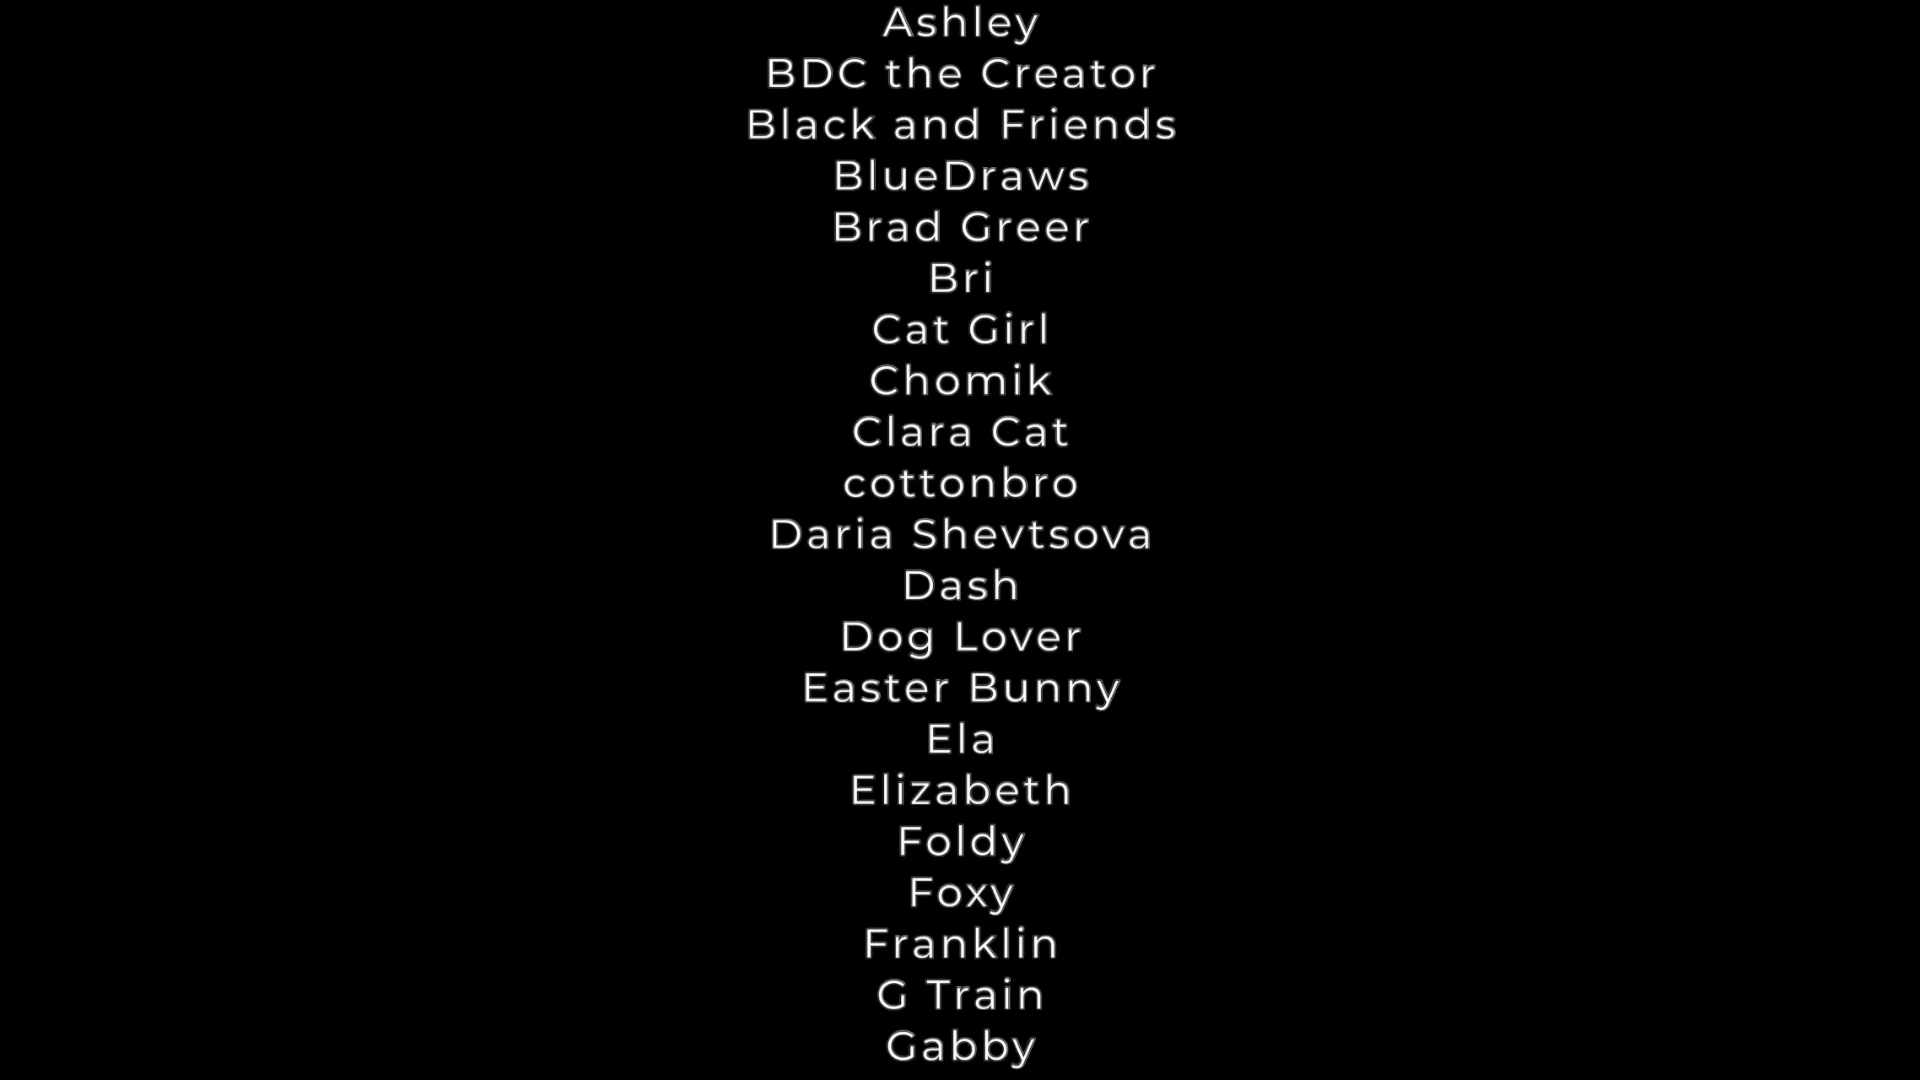 Ashley
BDC the Creator
Black and Friends
BlueDraws
Brad Greer
Bri
Cat Girl
Chomik
Clara Cat
cottonbro
Daria Shevtsova
Dash
Dog Lover
Easter Bunny
Ela
Elizabeth
Foldy
Foxy
Franklin
G Train
Gabby